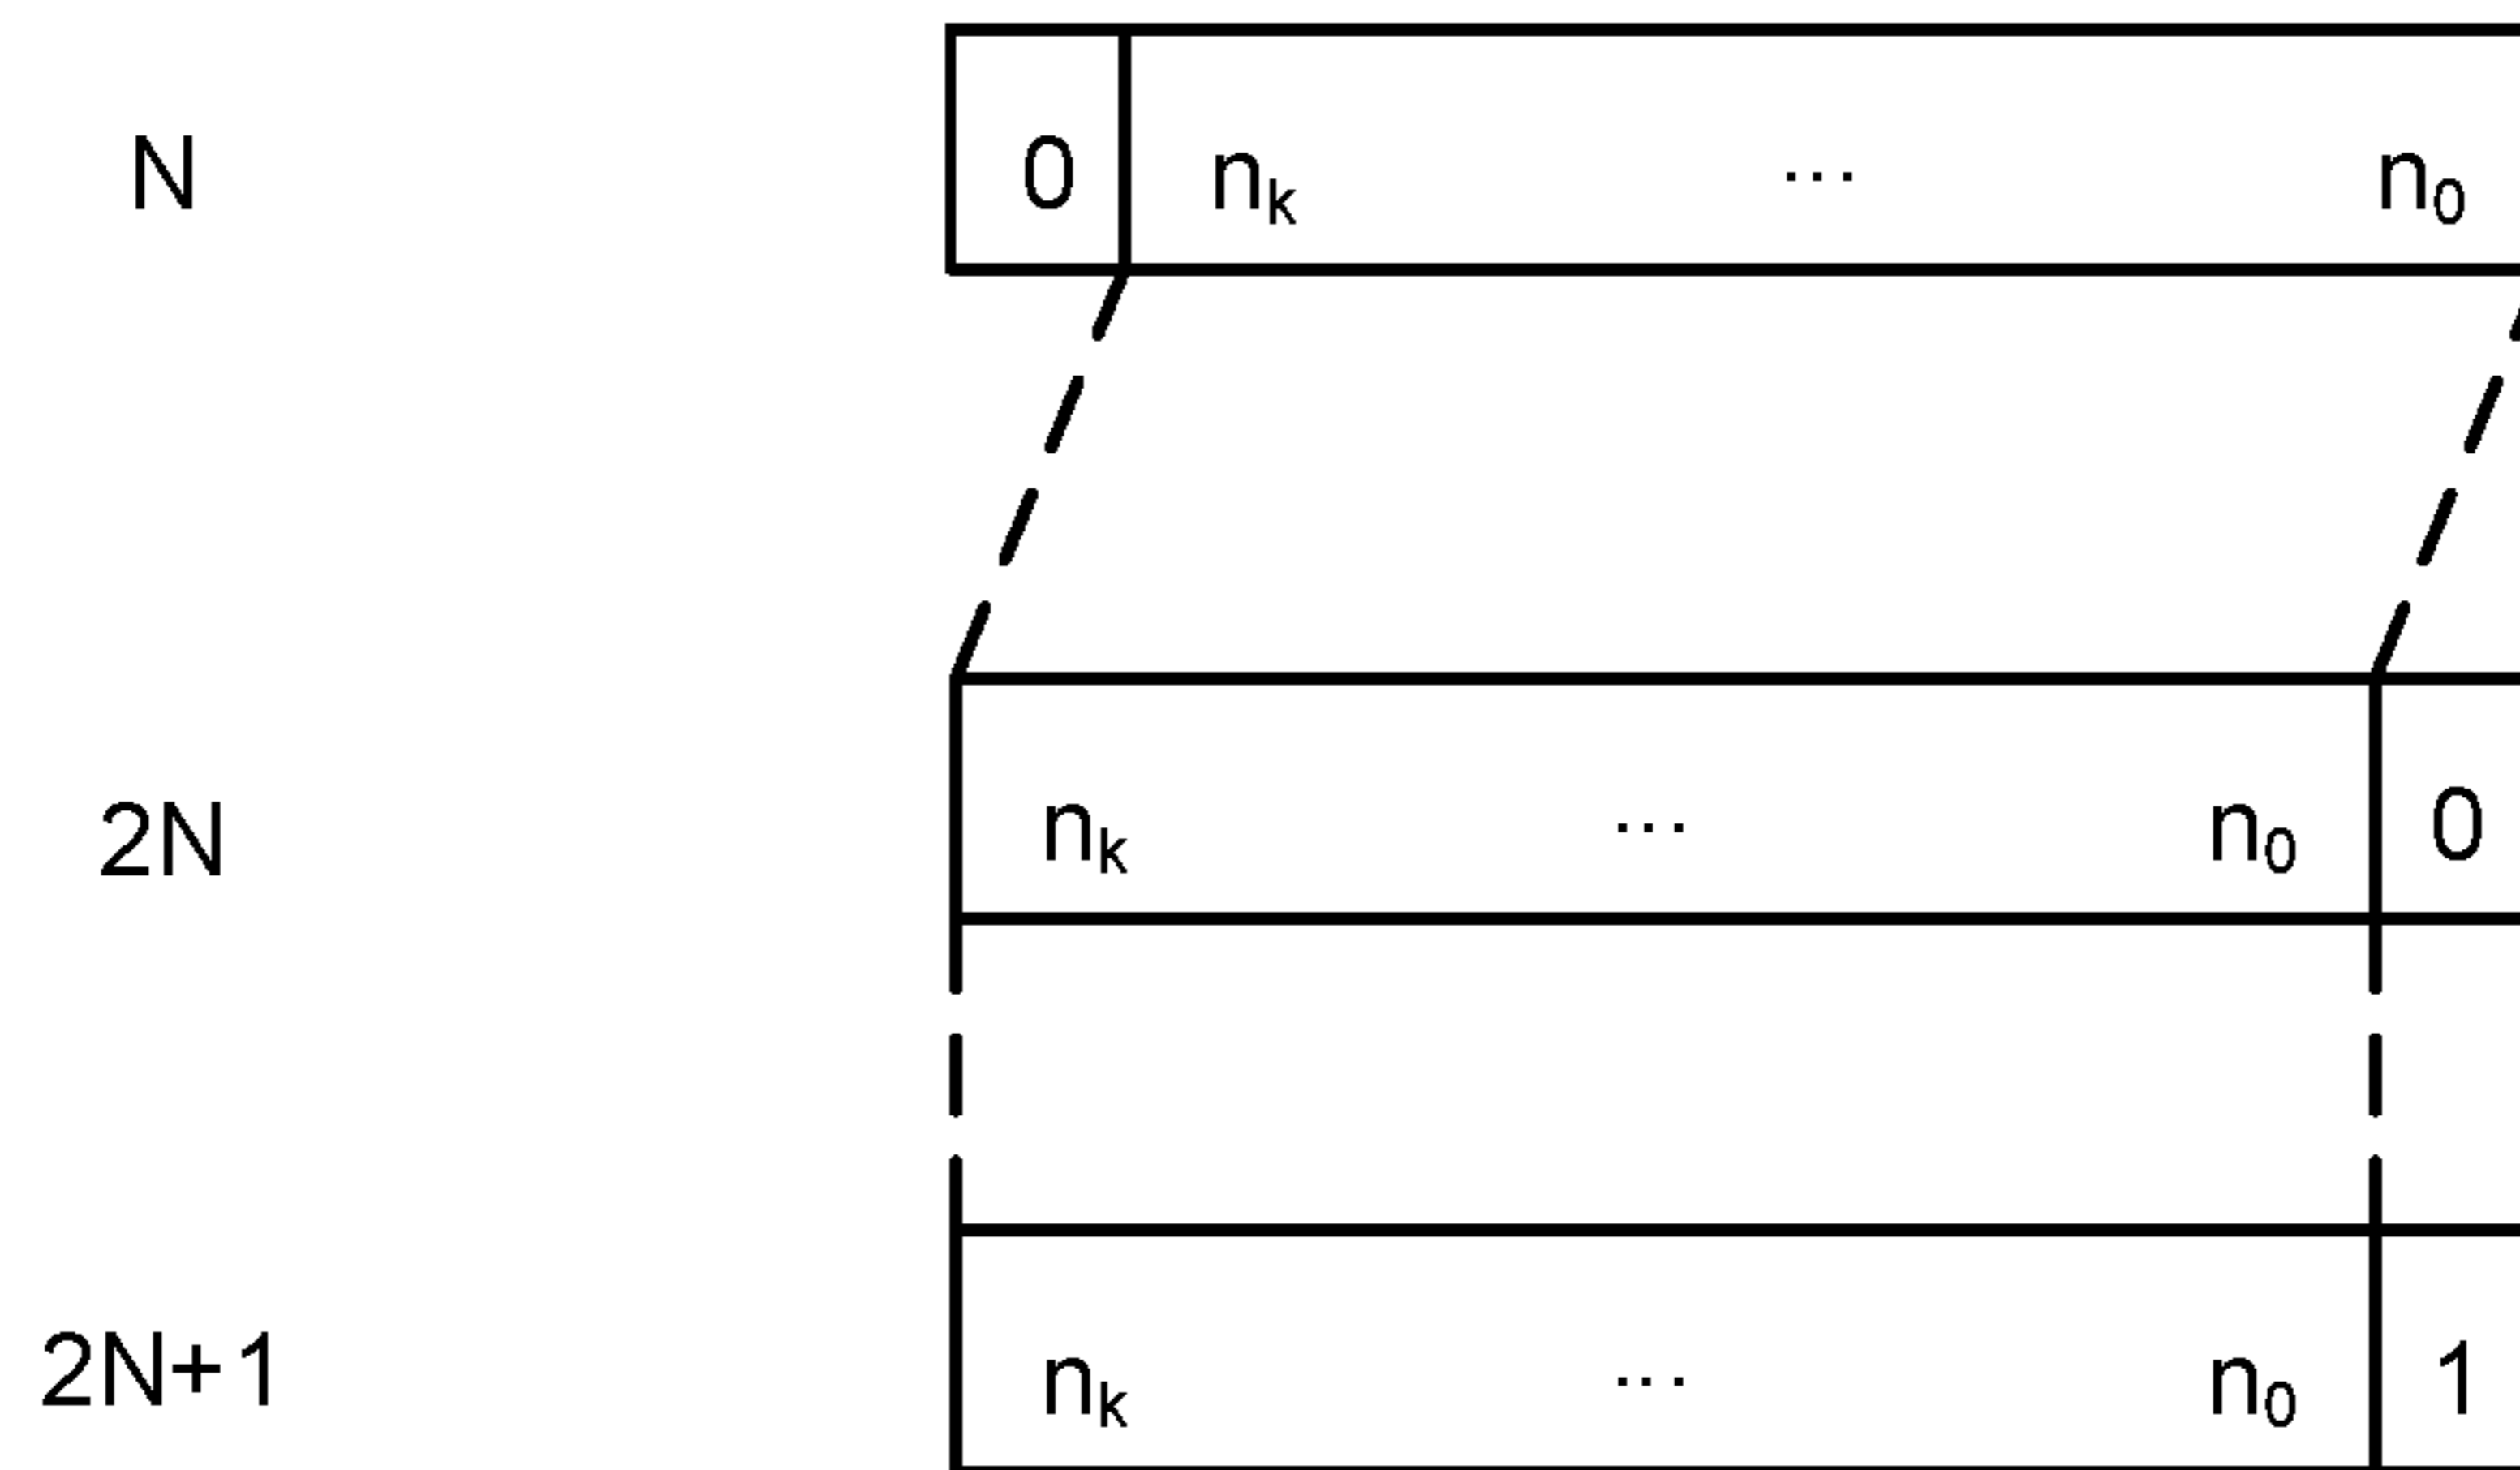 N 0 nₖ ... n₀
2N nₖ ... n₀ 0
2N+1 nₖ ... n₀ 1